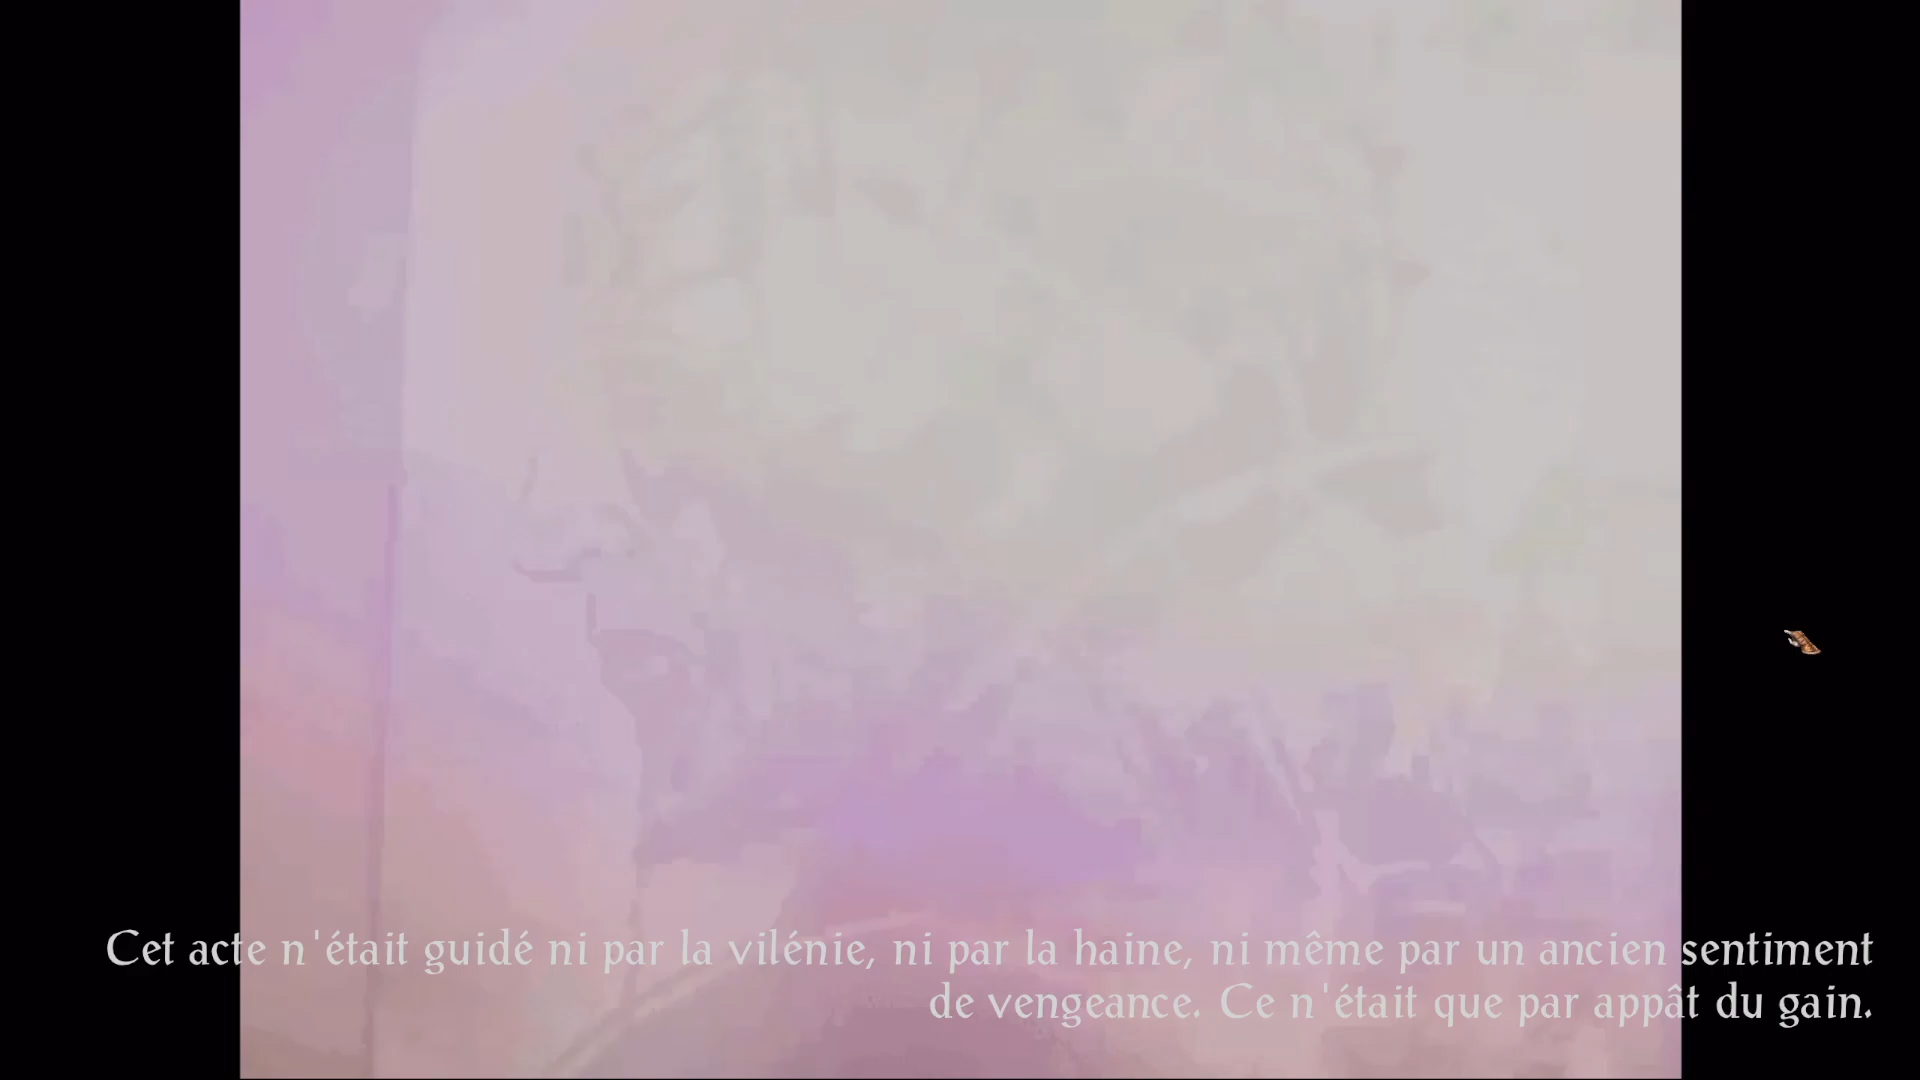 Cet acte n'était guidé ni par la vilénie, ni par la haine, ni même par un ancien sentiment
de vengeance. Ce n'était que par appât du gain.